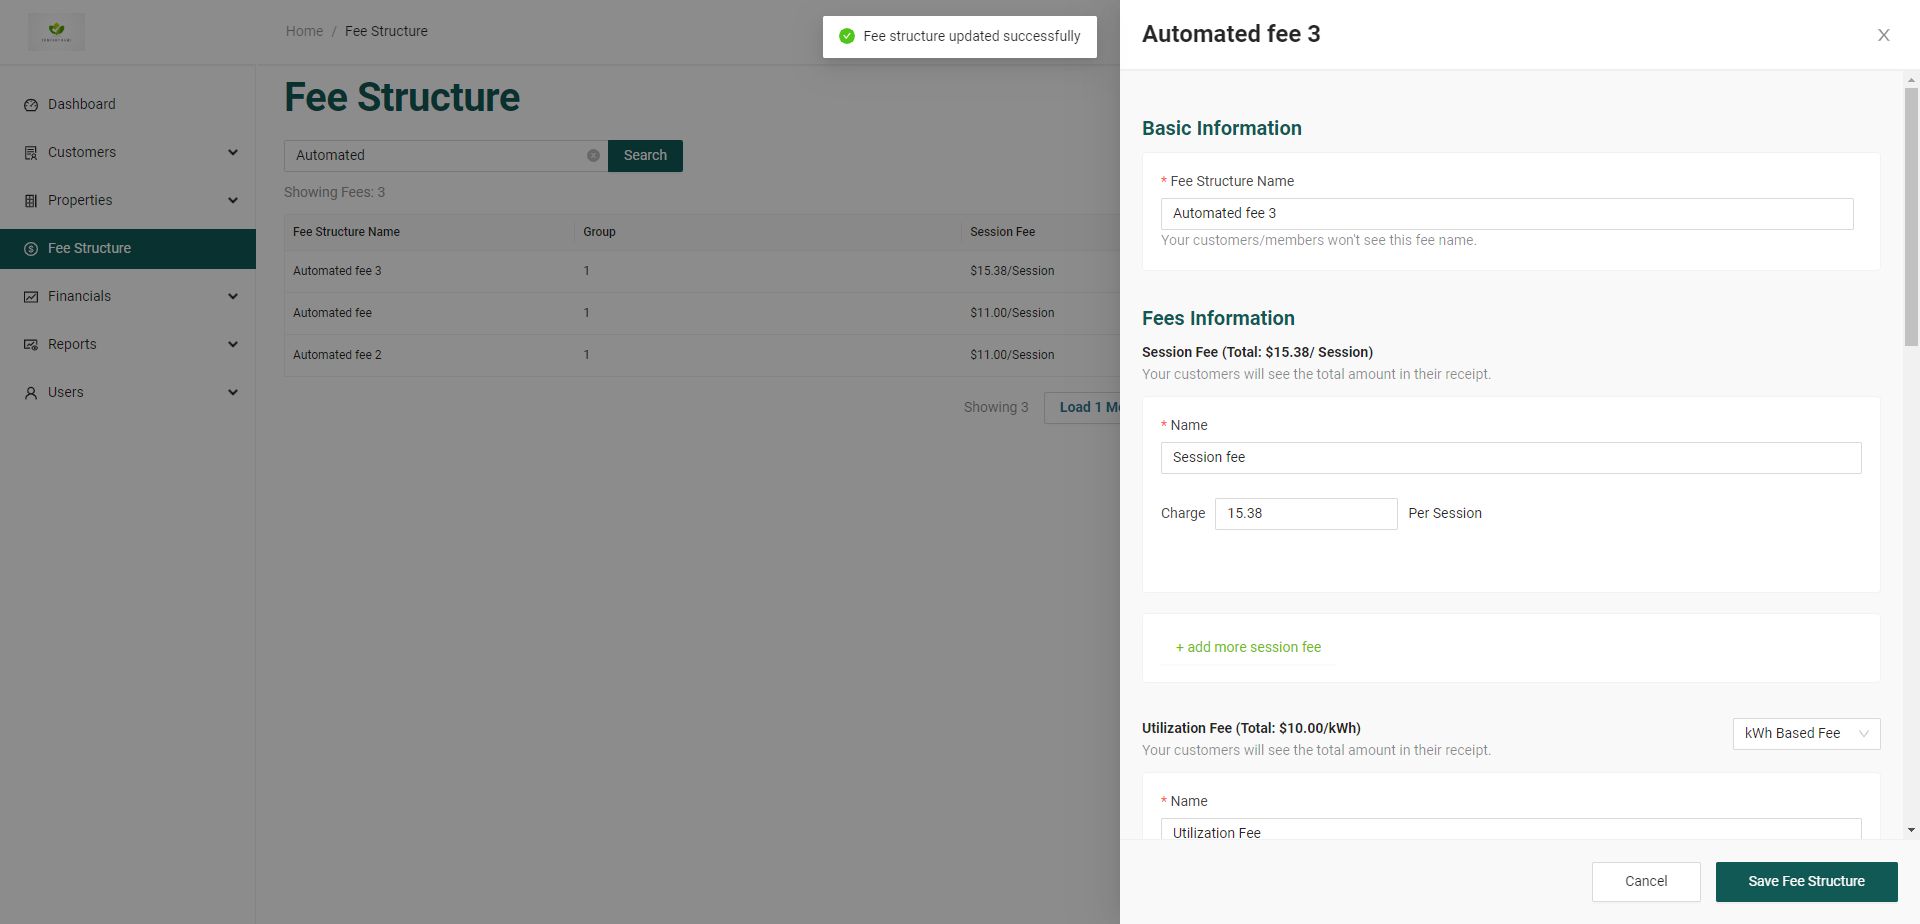 Home / Fee Structure
Fee structure updated successfully
Dashboard
Customers
Properties
Fee Structure
Financials
Reports
Users
Fee Structure
Automated
Search
Showing Fees: 3
Fee Structure Name Group Session Fee
Automated fee 3 1 $15.38/Session
Automated fee 1 $11.00/Session
Automated fee 2 1 $11.00/Session
Showing 3 Load 1 Mo
Automated fee 3
Basic Information
* Fee Structure Name
Automated fee 3
Your customers/members won't see this fee name.
Fees Information
Session Fee (Total: $15.38/ Session)
Your customers will see the total amount in their receipt.
* Name
Session fee
Charge 15.38 Per Session
+ add more session fee
Utilization Fee (Total: $10.00/kWh)
kWh Based Fee
Your customers will see the total amount in their receipt.
* Name
Utilization Fee
Cancel
Save Fee Structure